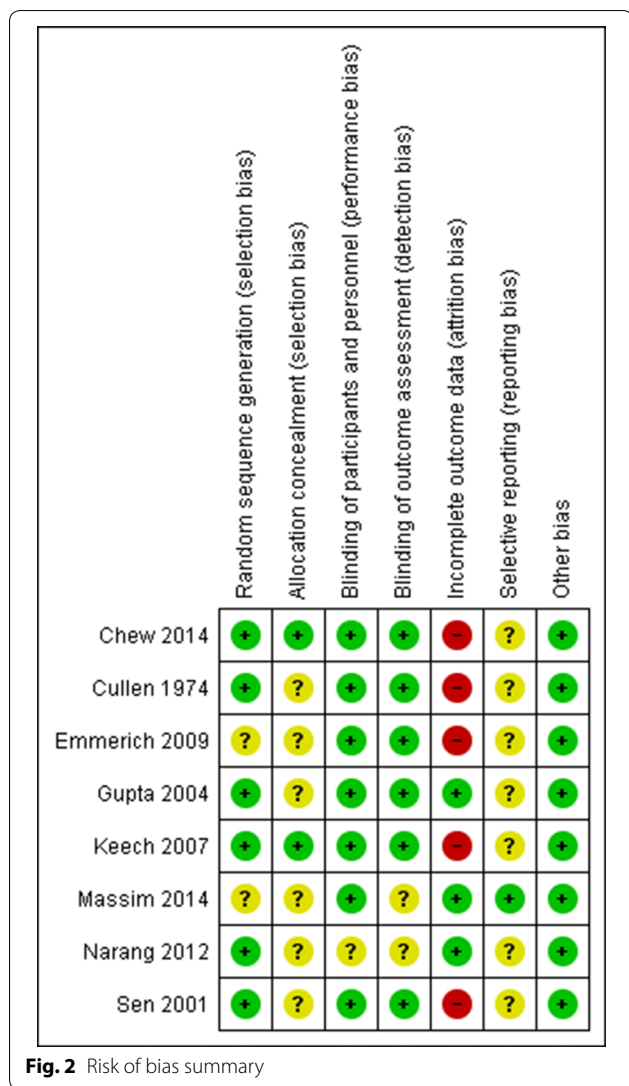 Random sequence generation (selection bias)
Allocation concealment (selection bias)
Blinding of participants and personnel (performance bias)
Blinding of outcome assessment (detection bias)
Incomplete outcome data (attrition bias)
Selective reporting (reporting bias)
Other bias
Chew 2014 + + + + - ? +
Cullen 1974 + ? + + - ? +
Emmerich 2009 ? ? + + - ? +
Gupta 2004 + ? + + + ? +
Keech 2007 + + + + - ? +
Massim 2014 ? ? + ? + + +
Narang 2012 + ? ? ? + ? +
Sen 2001 + ? + + - ? +
Fig. 2 Risk of bias summary